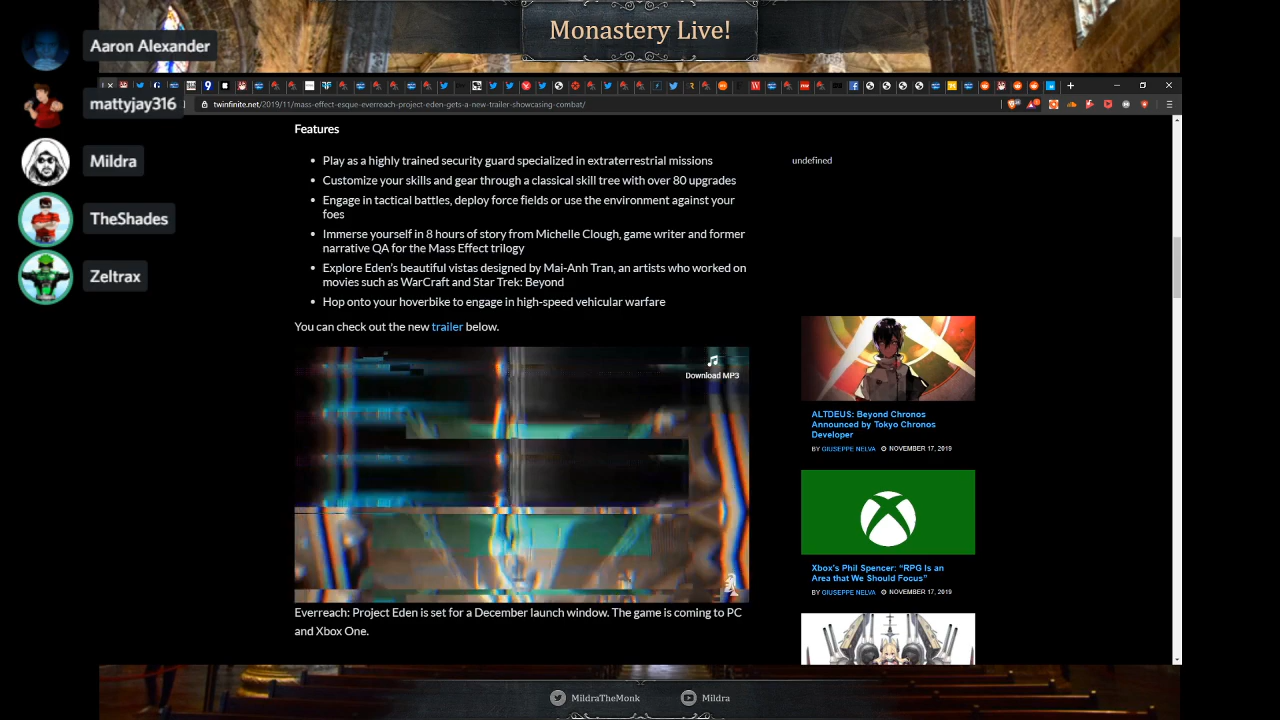 Monastery Live!
Aaron Alexander
mattyjay316
Mildra
TheShades
Zeltrax
twinfinite.net/2019/11/mass-effect-esque-everreach-project-eden-gets-a-new-trailer-showcasing-combat/
Features
Play as a highly trained security guard specialized in extraterrestrial missions
Customize your skills and gear through a classical skill tree with over 80 upgrades
Engage in tactical battles, deploy force fields or use the environment against your
foes
Immerse yourself in 8 hours of story from Michelle Clough, game writer and former
narrative QA for the Mass Effect trilogy
Explore Eden's beautiful vistas designed by Mai-Anh Tran, an artists who worked on
movies such as WarCraft and Star Trek: Beyond
Hop onto your hoverbike to engage in high-speed vehicular warfare
You can check out the new trailer below.
Download MP3
Everreach: Project Eden is set for a December launch window. The game is coming to PC
and Xbox One.
undefined
ALTDEUS: Beyond Chronos
Announced by Tokyo Chronos
Developer
BY GIUSEPPE NELVA NOVEMBER 17, 2019
Xbox's Phil Spencer: “RPG Is an
Area that We Should Focus”
BY GIUSEPPE NELVA NOVEMBER 17, 2019
MildraTheMonk
Mildra